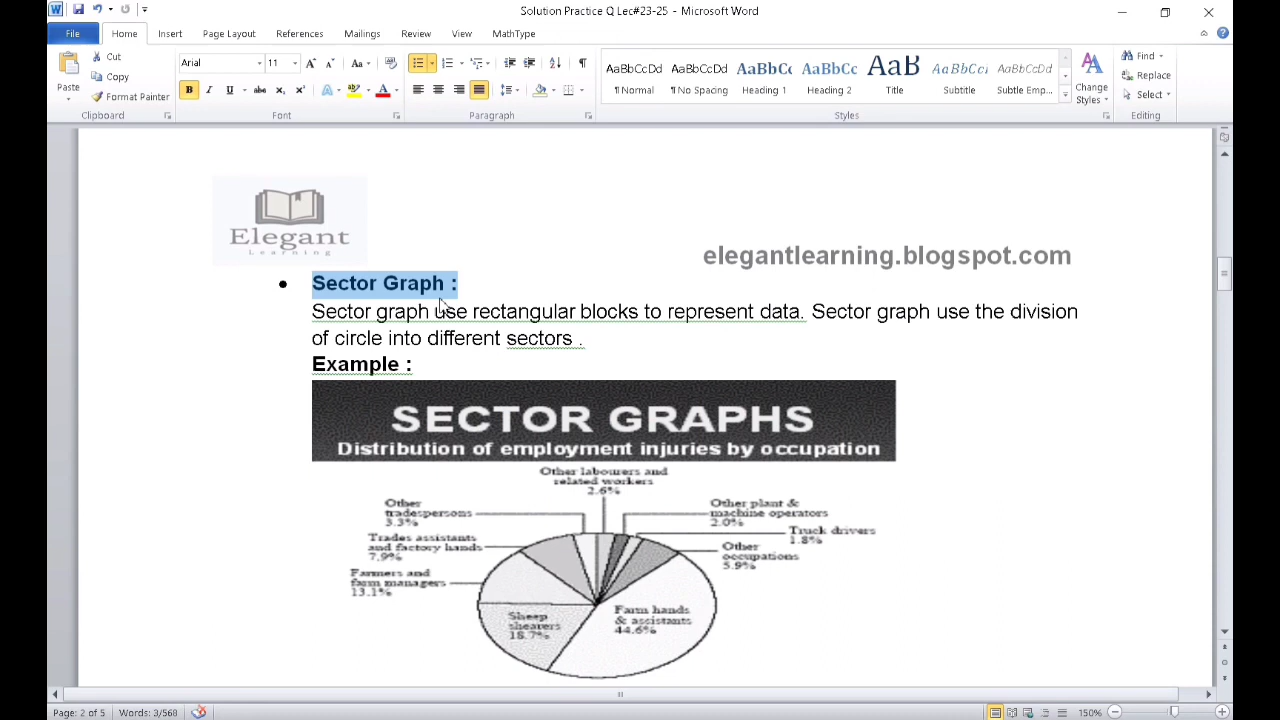 Solution Practice Q Lec#23-25 - Microsoft Word
File Home Insert Page Layout References Mailings Review View MathType
Paste
Cut
Copy
Format Painter
Clipboard
Arial 11
Font
Paragraph
AaBbCcDd AaBbCcDd AaBbCc AaBbCc AaB AaBbCcL AaBbCcDd
¶ Normal ¶ No Spacing Heading 1 Heading 2 Title Subtitle Subtle Emp...
Change Styles
Styles
Find
Replace
Select
Editing
Elegant
Learning
elegantlearning.blogspot.com
• Sector Graph :
Sector graph use rectangular blocks to represent data. Sector graph use the division
of circle into different sectors .
Example :
SECTOR GRAPHS
Distribution of employment injuries by occupation
Other labourers and
related workers
2.6%
Other
tradespersons
3.3%
Other plant &
machine operators
2.0%
Truck drivers
1.8%
Trades assistants
and factory hands
7.9%
Other
occupations
5.9%
Farmers and
farm managers
13.1%
Sheep
shearers
18.7%
Farm hands
& assistants
44.6%
Page: 2 of 5 Words: 3/568 150%